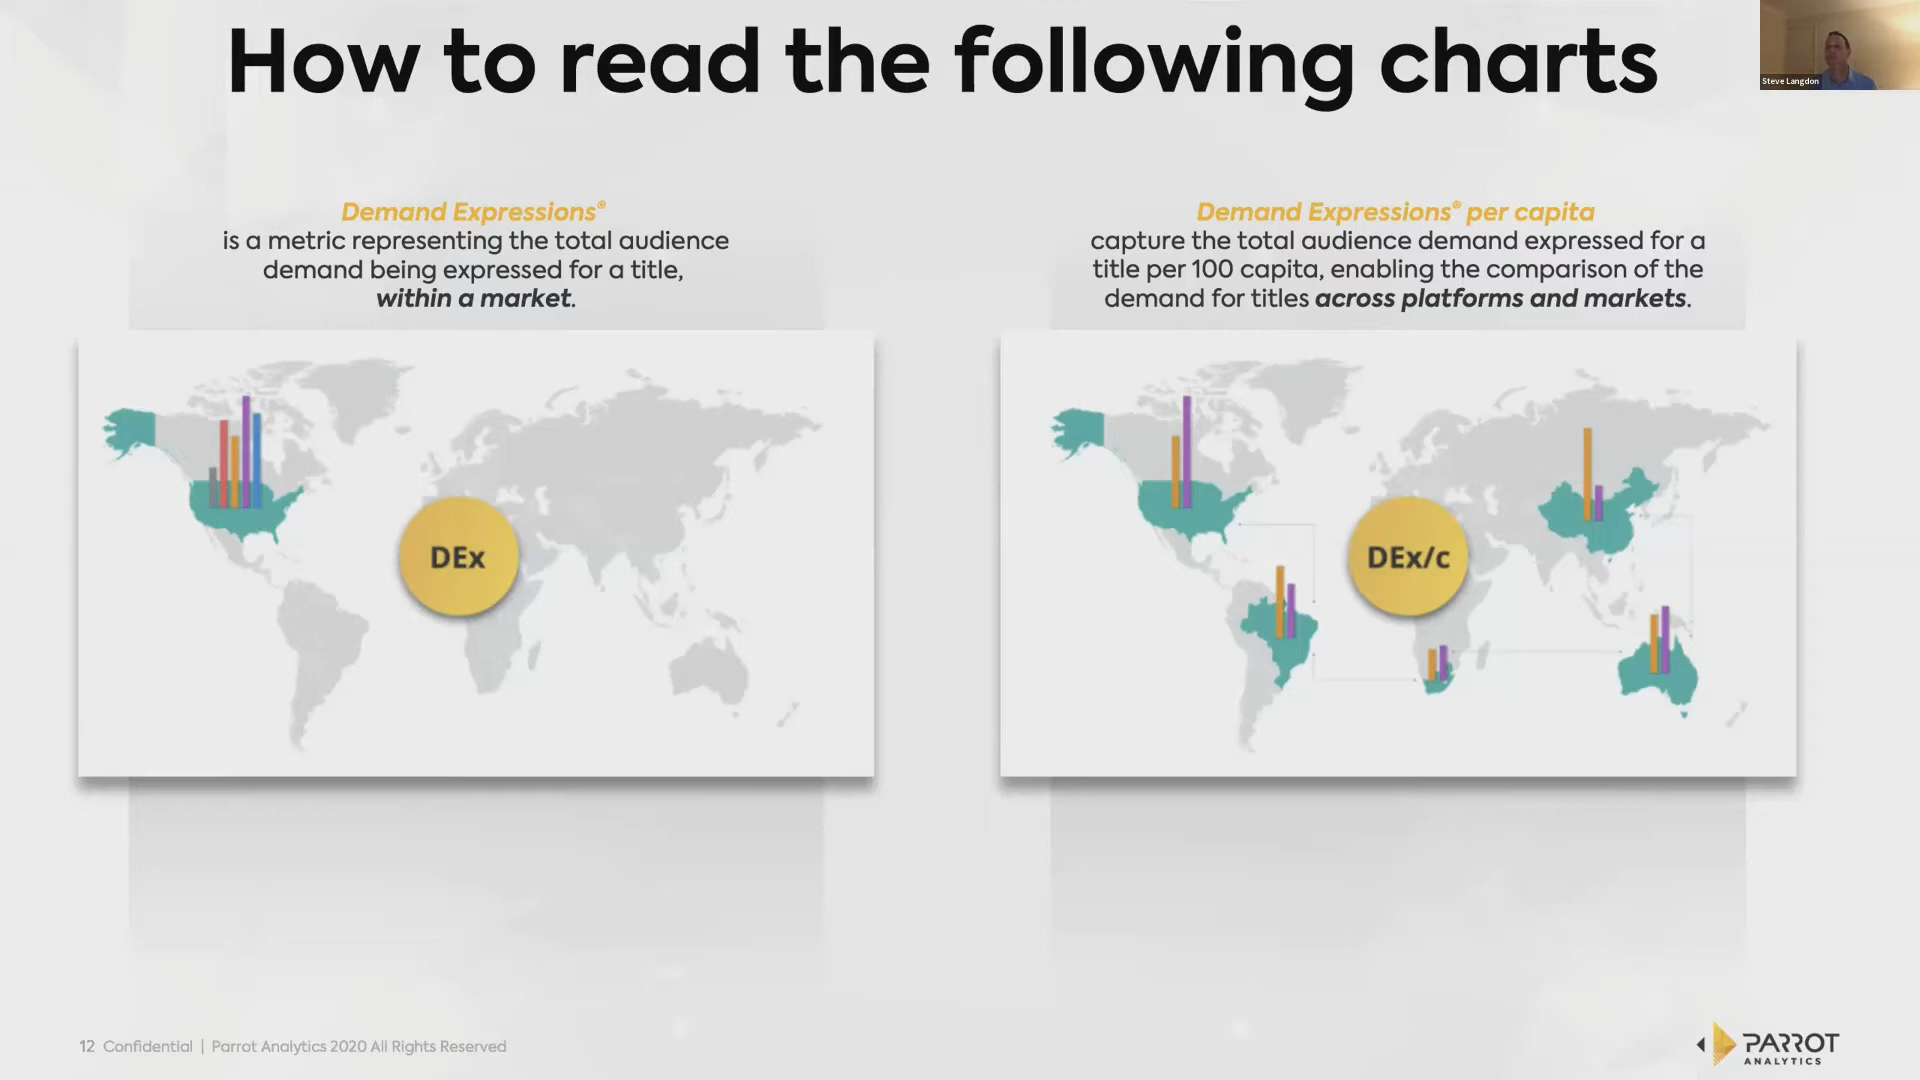 How to read the following charts
Steve Langdon
Demand Expressions®
is a metric representing the total audience
demand being expressed for a title,
within a market.
Demand Expressions® per capita
capture the total audience demand expressed for a
title per 100 capita, enabling the comparison of the
demand for titles across platforms and markets.
DEx
DEx/c
12 Confidential | Parrot Analytics 2020 All Rights Reserved
PARROT
ANALYTICS